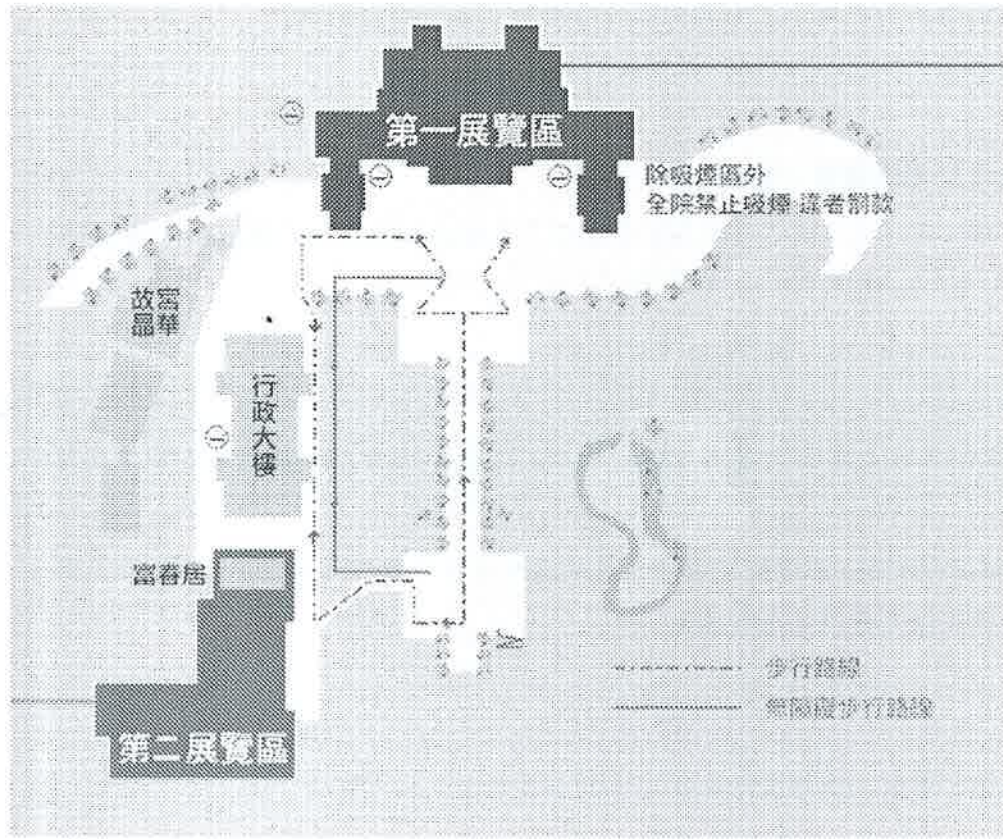 第一展覽區
除吸煙區外
全院禁止吸煙 違者罰款
富華
故晶
行政大樓
富春居
步行路線
無障礙步行路線
第二展覽區